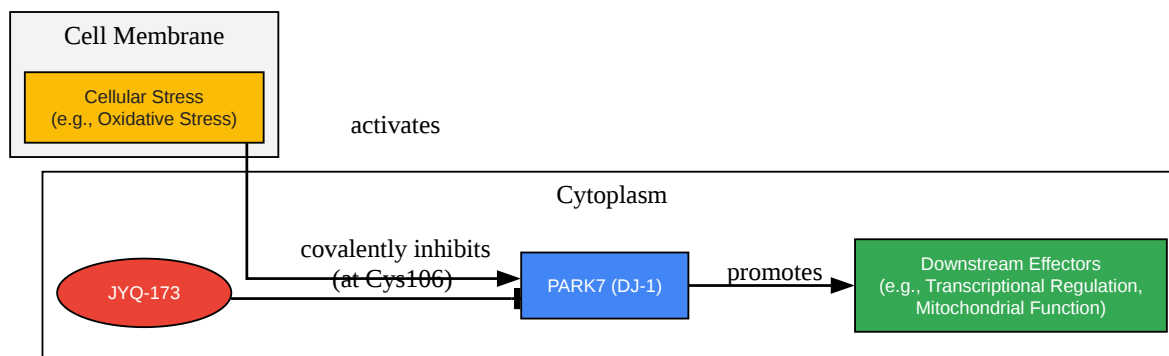 Cell Membrane
Cellular Stress
(e.g., Oxidative Stress)
activates
Cytoplasm
covalently inhibits
(at Cys106)
JYQ-173
PARK7 (DJ-1)
promotes
Downstream Effectors
(e.g., Transcriptional Regulation,
Mitochondrial Function)